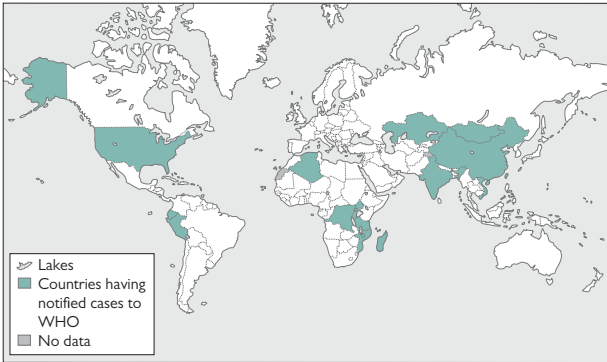 Lakes
Countries having
notified cases to
WHO
No data